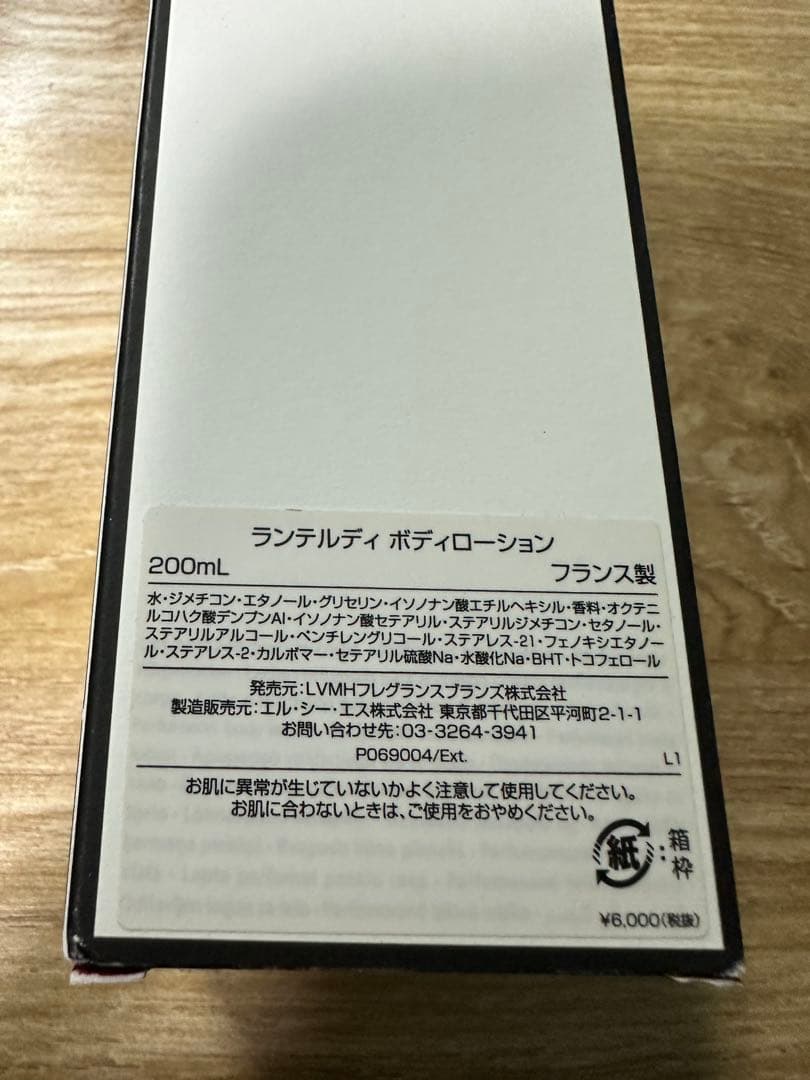 ランテルディ ボディローション
200mL フランス製
水・ジメチコン・エタノール・グリセリン・イソノナン酸エチルヘキシル・香料・オクテニ
ルコハク酸デンプンAl・イソノナン酸セテアリル・ステアリルジメチコン・セタノール・
ステアリルアルコール・ペンチレングリコール・ステアレス-21・フェノキシエタノー
ル・ステアレス-2・カルボマー・セテアリル硫酸Na・水酸化Na・BHT・トコフェロール
発売元:LVMHフレグランスブランズ株式会社
製造販売元:エル・シー・エス株式会社 東京都千代田区平河町2-1-1
お問い合わせ先:03-3264-3941
P069004/Ext. L1
お肌に異常が生じていないかよく注意して使用してください。
お肌に合わないときは、ご使用をおやめください。
紙:箱 枠
¥6,000(税抜)